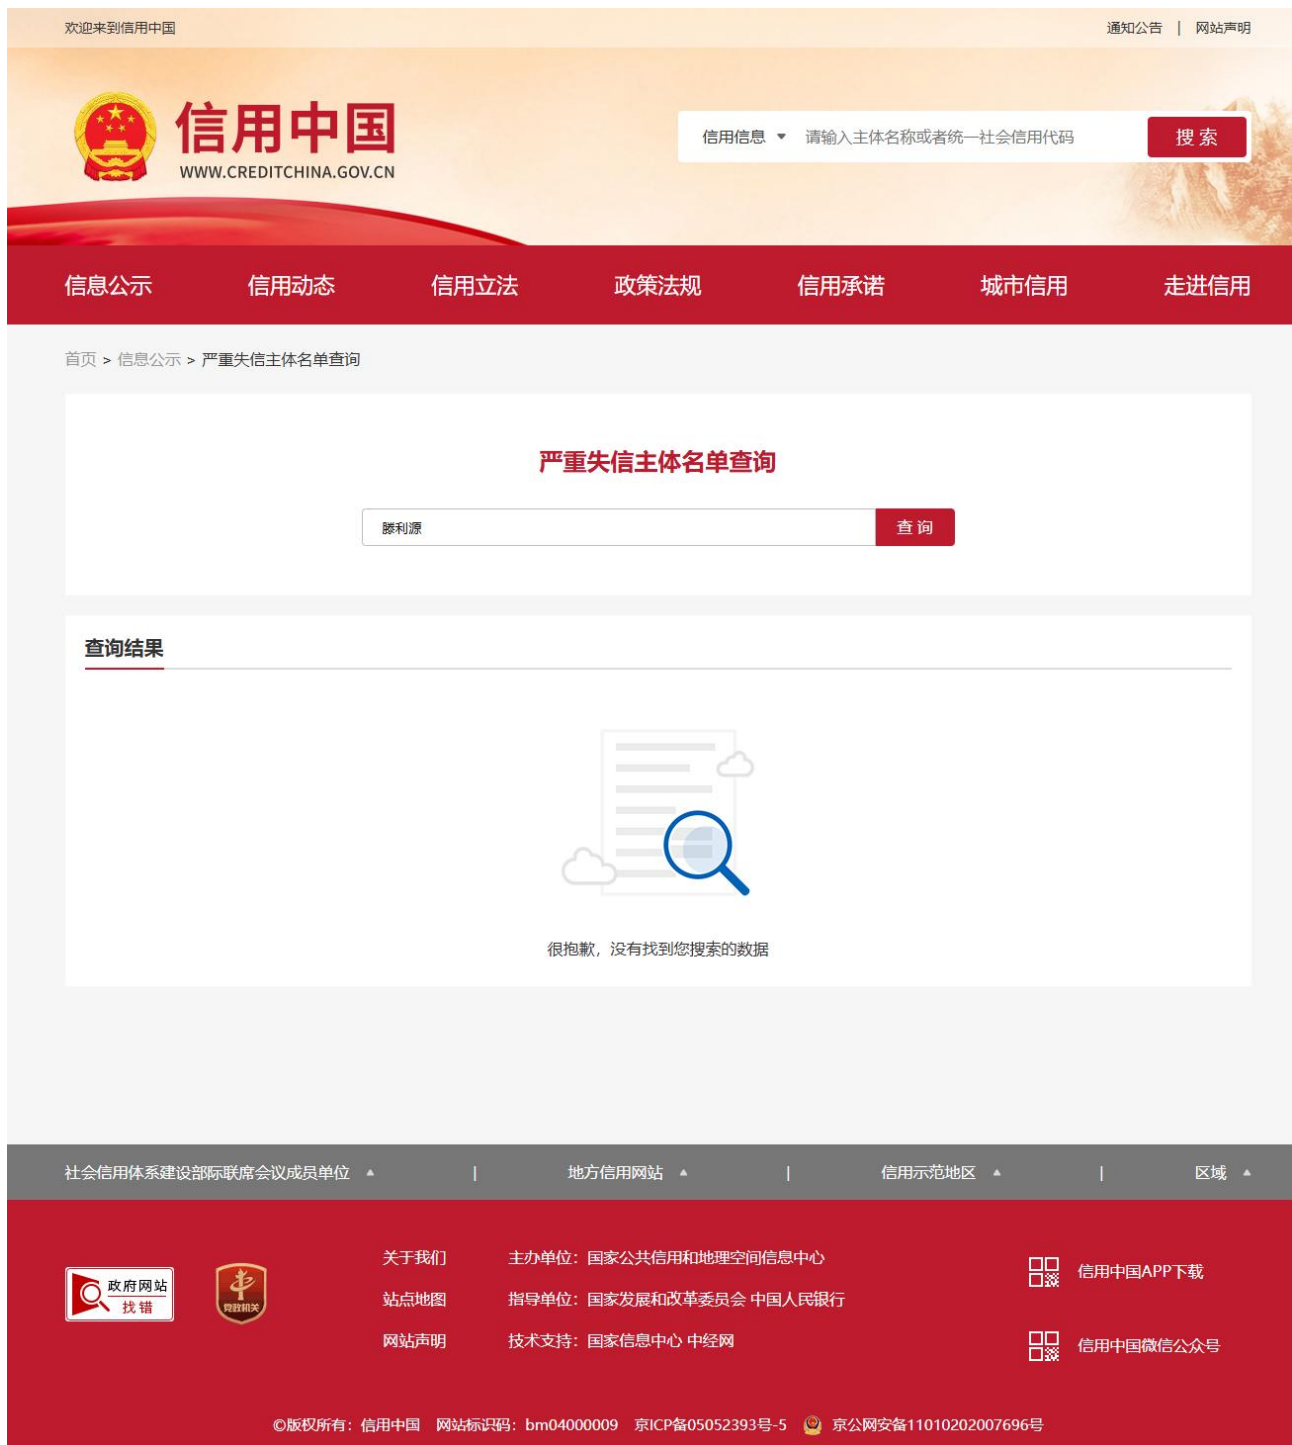 欢迎来到信用中国
通知公告 | 网站声明
信用中国
WWW.CREDITCHINA.GOV.CN
信用信息 请输入主体名称或者统一社会信用代码 搜索
信息公示 信用动态 信用立法 政策法规 信用承诺 城市信用 走进信用
首页 > 信息公示 > 严重失信主体名单查询
严重失信主体名单查询
滕利源 查询
查询结果
很抱歉，没有找到您搜索的数据
社会信用体系建设部际联席会议成员单位 | 地方信用网站 | 信用示范地区 | 区域
政府网站
找错
党政机关
关于我们 主办单位：国家公共信用和地理空间信息中心
站点地图 指导单位：国家发展和改革委员会 中国人民银行
网站声明 技术支持：国家信息中心 中经网
信用中国APP下载
信用中国微信公众号
©版权所有：信用中国 网站标识码：bm04000009 京ICP备05052393号-5 京公网安备11010202007696号